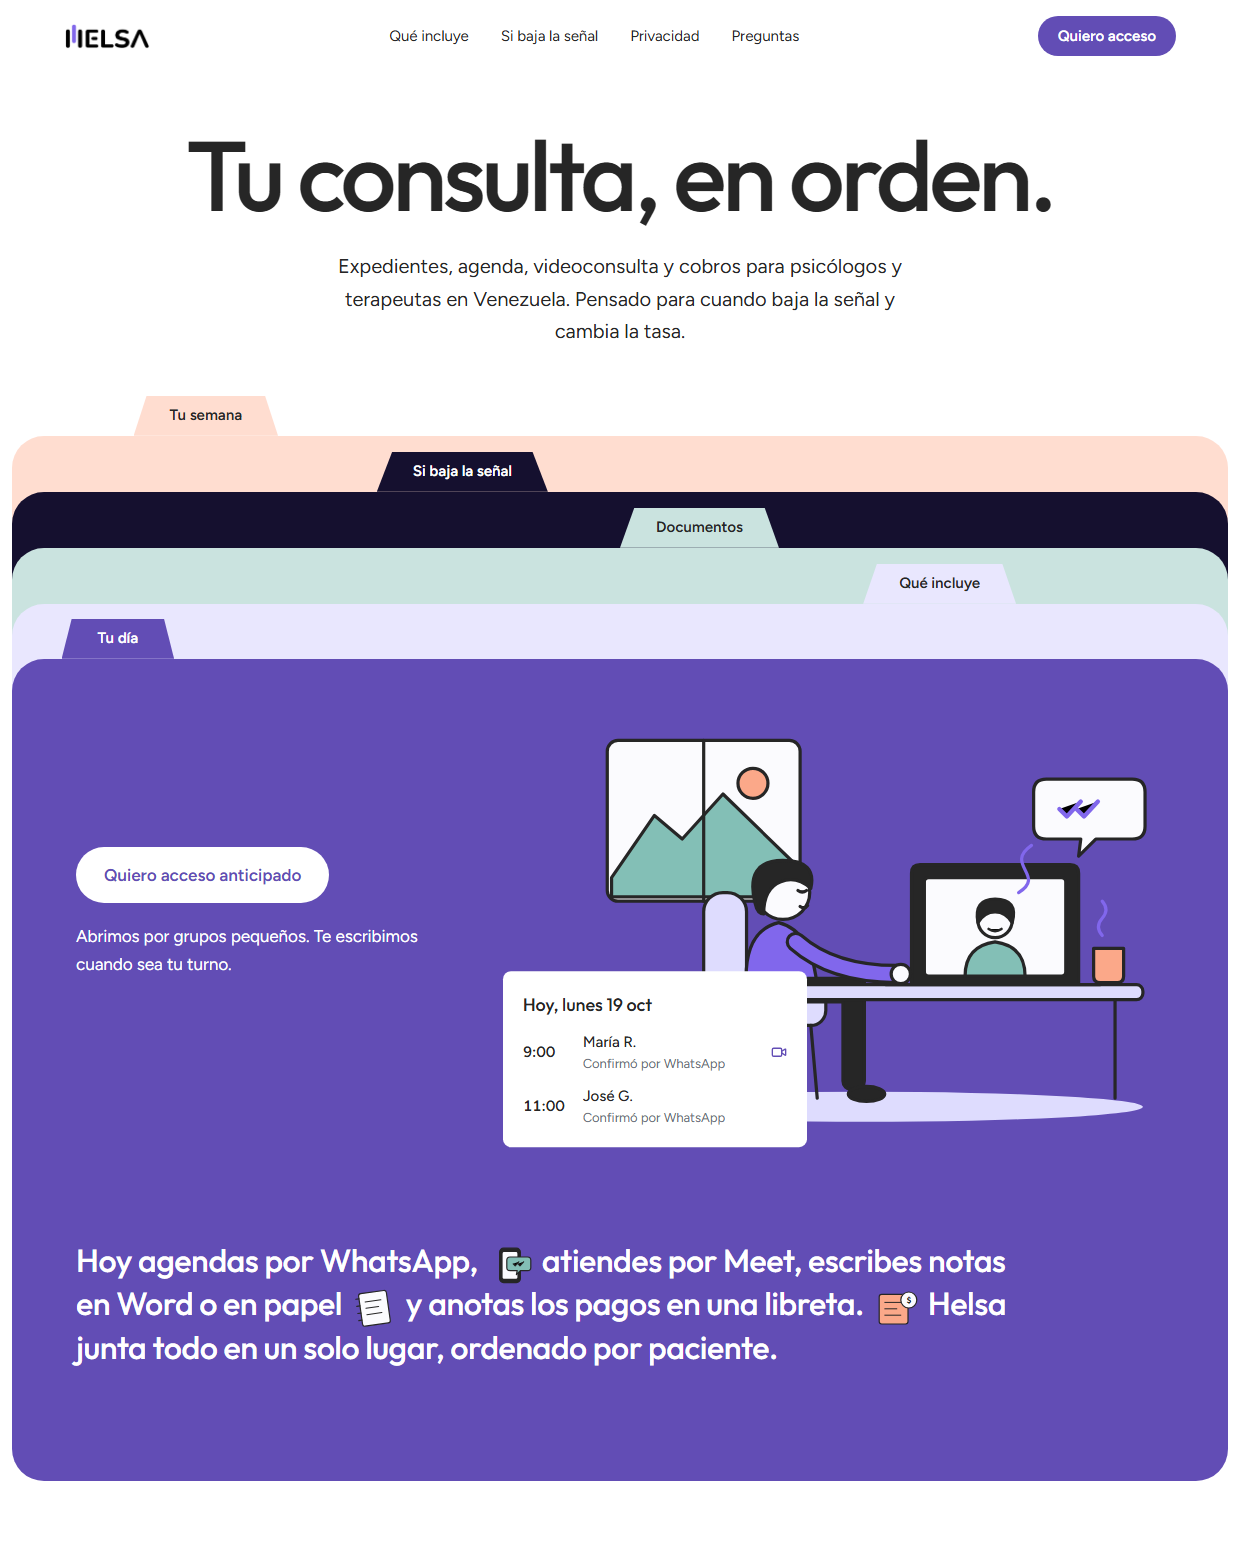 HELSA
Qué incluye
Si baja la señal
Privacidad
Preguntas
Quiero acceso
Tu consulta, en orden.
Expedientes, agenda, videoconsulta y cobros para psicólogos y
terapeutas en Venezuela. Pensado para cuando baja la señal y
cambia la tasa.
Tu semana
Si baja la señal
Documentos
Qué incluye
Tu día
Quiero acceso anticipado
Abrimos por grupos pequeños. Te escribimos
cuando sea tu turno.
Hoy, lunes 19 oct
9:00
María R.
Confirmó por WhatsApp
11:00
José G.
Confirmó por WhatsApp
Hoy agendas por WhatsApp, atiendes por Meet, escribes notas
en Word o en papel y anotas los pagos en una libreta. $ Helsa
junta todo en un solo lugar, ordenado por paciente.